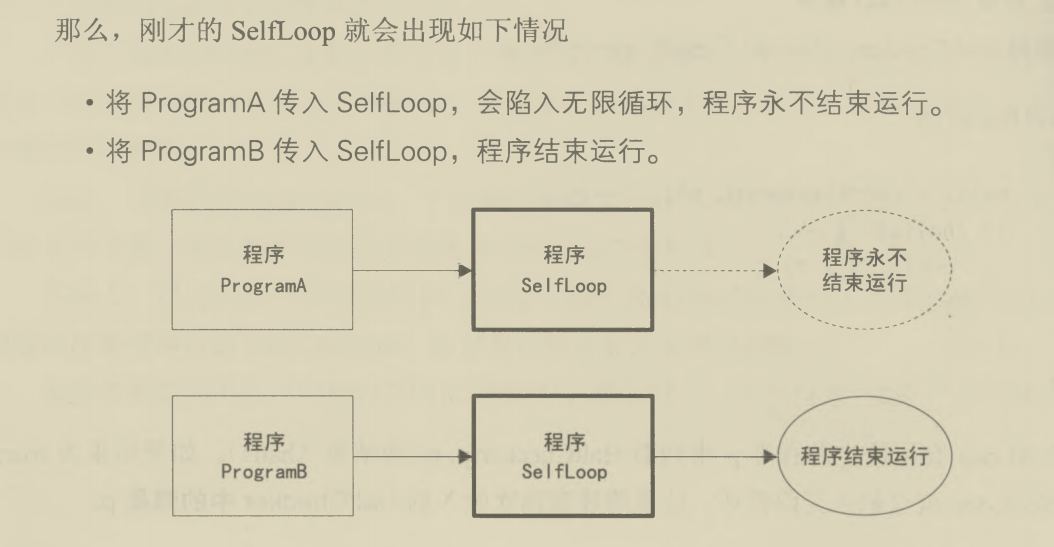 那么，刚才的 SelfLoop 就会出现如下情况
• 将 ProgramA 传入 SelfLoop，会陷入无限循环，程序永不结束运行。
• 将 ProgramB 传入 SelfLoop，程序结束运行。
程序
ProgramA
程序
SelfLoop
程序永不
结束运行
程序
ProgramB
程序
SelfLoop
程序结束运行